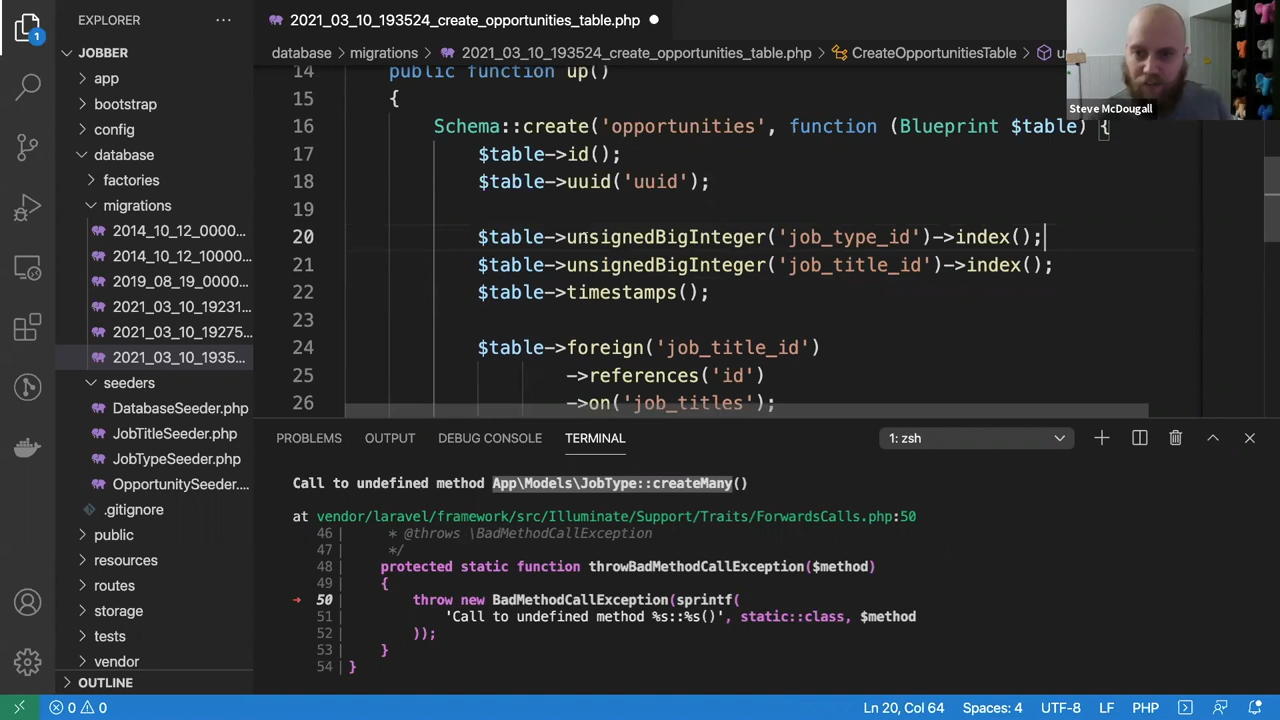 EXPLORER
2021_03_10_193524_create_opportunities_table.php
JOBBER
database
migrations
2021_03_10_193524_create_opportunities_table.php
CreateOpportunitiesTable
Steve McDougall
app
bootstrap
config
database
factories
migrations
2014_10_12_0000...
2014_10_12_10000...
2019_08_19_0000...
2021_03_10_19231...
2021_03_10_19275...
2021_03_10_1935...
seeders
DatabaseSeeder.php
JobTitleSeeder.php
JobTypeSeeder.php
OpportunitySeeder....
.gitignore
public
resources
routes
storage
tests
vendor
OUTLINE
14 public function up()
15 {
16 Schema::create('opportunities', function (Blueprint $table) {
17 $table->id();
18 $table->uuid('uuid');
19
20 $table->unsignedBigInteger('job_type_id')->index();
21 $table->unsignedBigInteger('job_title_id')->index();
22 $table->timestamps();
23
24 $table->foreign('job_title_id')
25 ->references('id')
26 ->on('job_titles');
PROBLEMS OUTPUT DEBUG CONSOLE TERMINAL 1: zsh
Call to undefined method App\Models\JobType::createMany()
at vendor/laravel/framework/src/Illuminate/Support/Traits/ForwardsCalls.php:50
46| * @throws \BadMethodCallException
47| */
48| protected static function throwBadMethodCallException($method)
49| {
50| throw new BadMethodCallException(sprintf(
51| 'Call to undefined method %s::%s()', static::class, $method
52| ));
53| }
54| }
1
0 0 Ln 20, Col 64 Spaces: 4 UTF-8 LF PHP